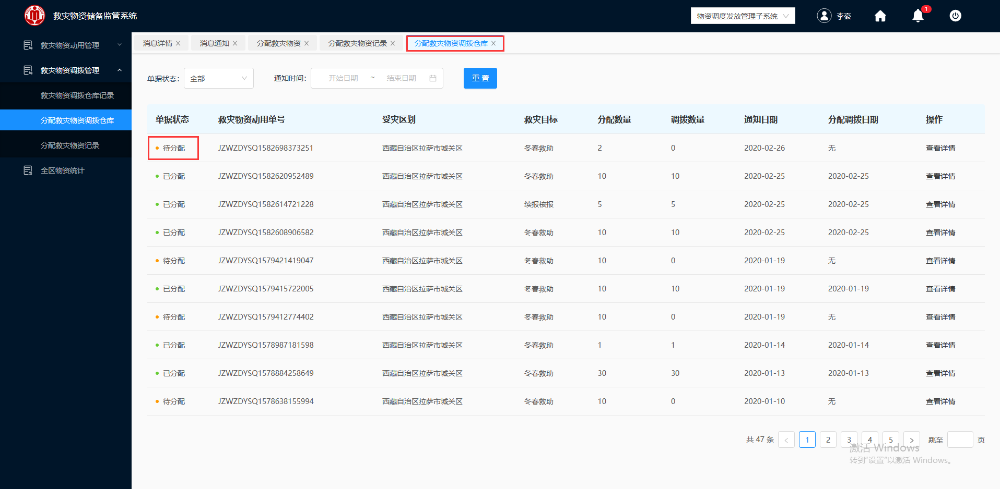 救灾物资储备监管系统
物资调度发放管理子系统
李豪
1
救灾物资动用管理
救灾物资调拨管理
救灾物资调拨仓库记录
分配救灾物资调拨仓库
分配救灾物资记录
全区物资统计
消息详情 × 消息通知 × 分配救灾物资 × 分配救灾物资记录 × 分配救灾物资调拨仓库 ×
单据状态: 全部 通知时间: 开始日期 ~ 结束日期 重 置
单据状态 救灾物资动用单号 受灾区划 救灾目标 分配数量 调拨数量 通知日期 分配调拨日期 操作
待分配 JZWZDYSQ1582698373251 西藏自治区拉萨市城关区 冬春救助 2 0 2020-02-26 无 查看详情
已分配 JZWZDYSQ1582620952489 西藏自治区拉萨市城关区 冬春救助 10 10 2020-02-25 2020-02-25 查看详情
已分配 JZWZDYSQ1582614721228 西藏自治区拉萨市城关区 续报核报 5 5 2020-02-25 2020-02-25 查看详情
已分配 JZWZDYSQ1582608906582 西藏自治区拉萨市城关区 冬春救助 10 10 2020-02-25 2020-02-25 查看详情
待分配 JZWZDYSQ1579421419047 西藏自治区拉萨市城关区 冬春救助 10 0 2020-01-19 无 查看详情
已分配 JZWZDYSQ1579415722005 西藏自治区拉萨市城关区 冬春救助 10 10 2020-01-19 2020-01-19 查看详情
待分配 JZWZDYSQ1579412774402 西藏自治区拉萨市城关区 冬春救助 10 0 2020-01-19 无 查看详情
已分配 JZWZDYSQ1578987181598 西藏自治区拉萨市城关区 冬春救助 1 1 2020-01-14 2020-01-14 查看详情
已分配 JZWZDYSQ1578884258649 西藏自治区拉萨市城关区 冬春救助 30 30 2020-01-13 2020-01-13 查看详情
待分配 JZWZDYSQ1578638155994 西藏自治区拉萨市城关区 冬春救助 10 0 2020-01-10 无 查看详情
共 47 条 < 1 2 3 4 5 > 跳至 页
激活 Windows
转到“设置”以激活 Windows。